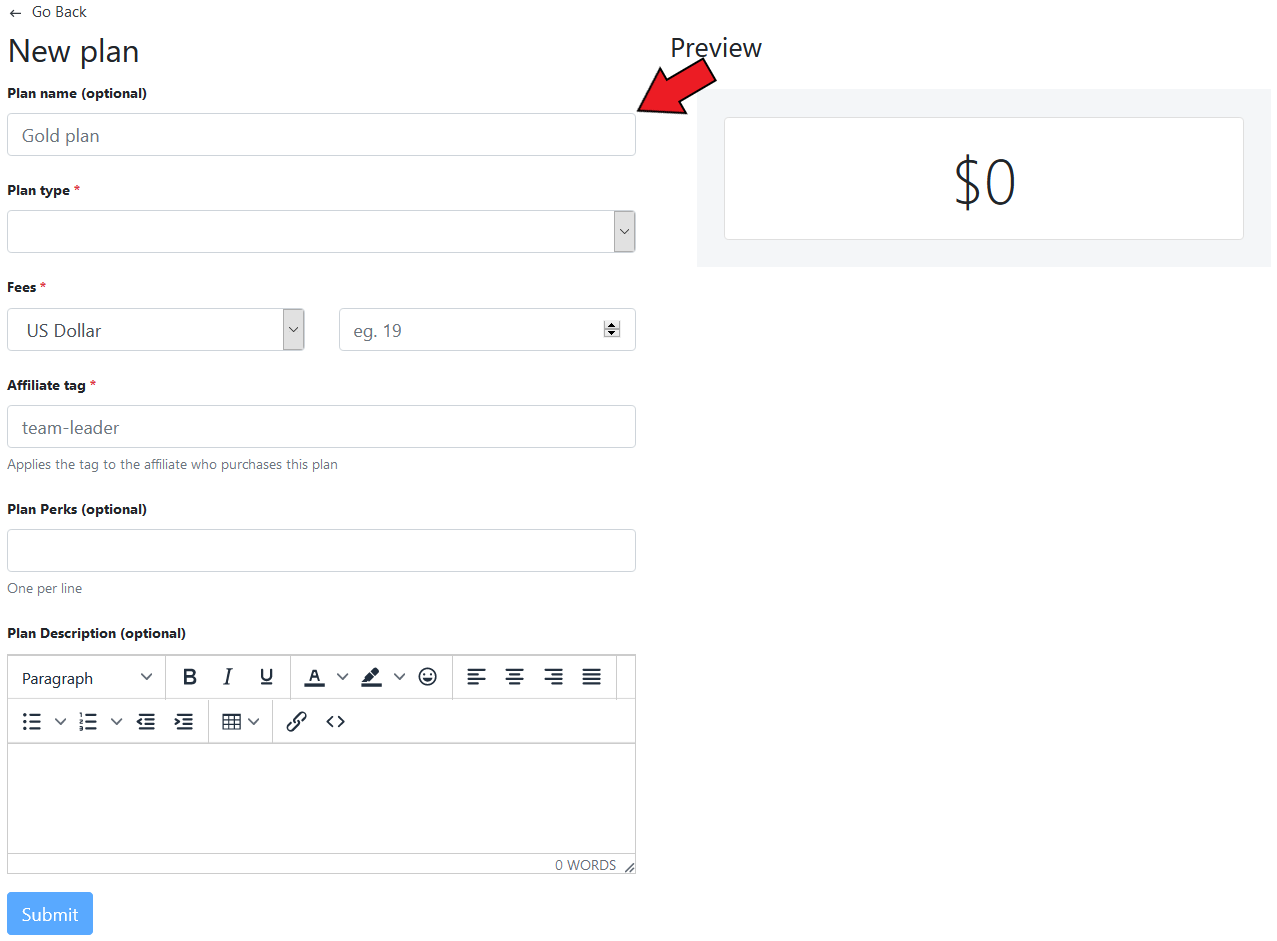 ← Go Back
New plan
Plan name (optional)
Gold plan
Plan type *
Fees *
US Dollar
eg. 19
Affiliate tag *
team-leader
Applies the tag to the affiliate who purchases this plan
Plan Perks (optional)
One per line
Plan Description (optional)
Paragraph B I U A
0 WORDS
Submit
Preview
$0